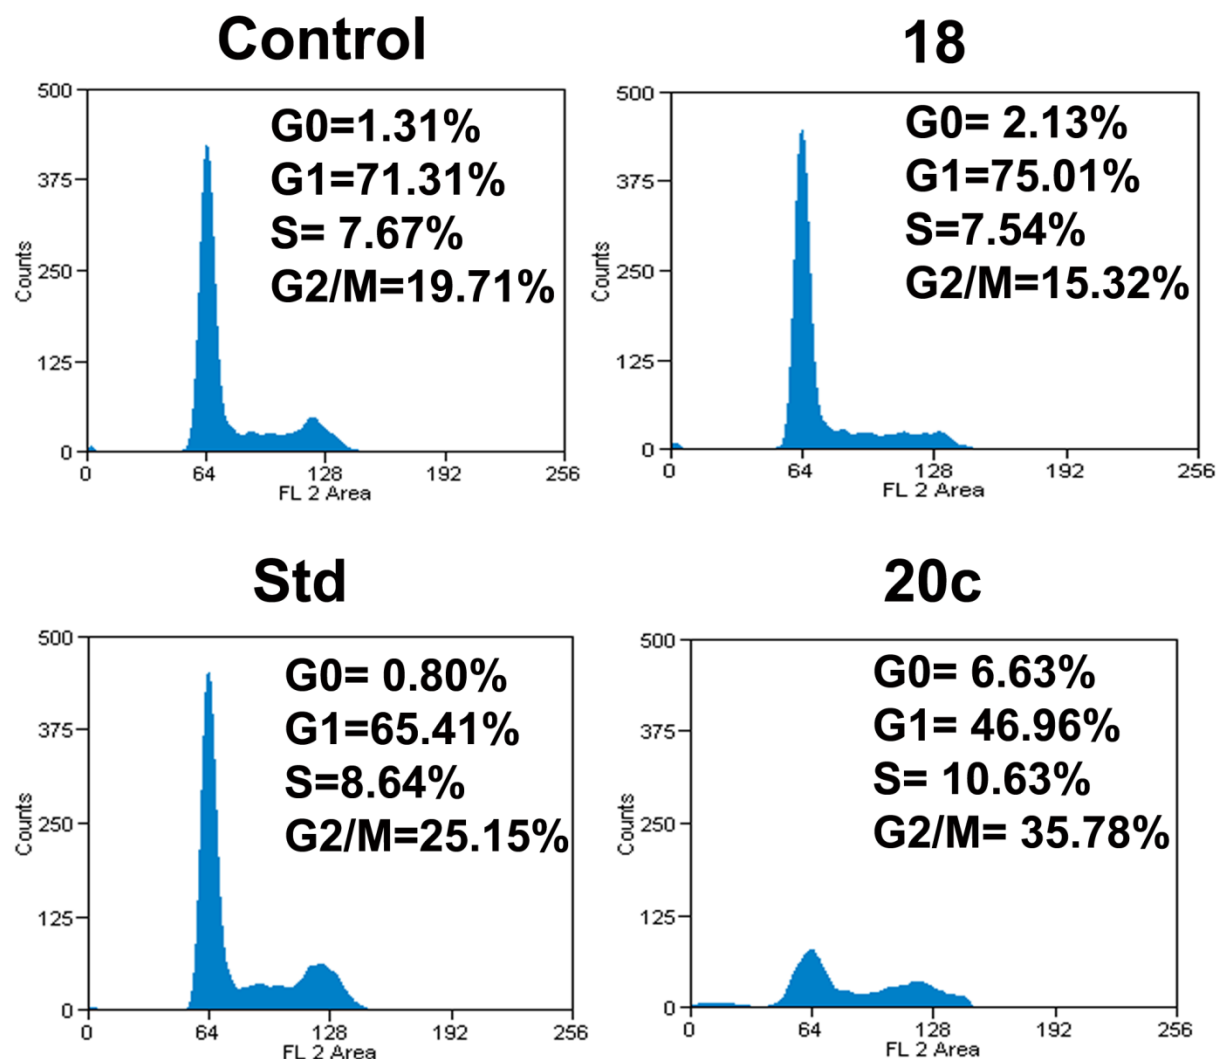 Control
500
375
250
125
0
Counts
G0=1.31%
G1=71.31%
S= 7.67%
G2/M=19.71%
0 64 128 192 256
FL 2 Area
18
500
375
250
125
0
Counts
G0= 2.13%
G1=75.01%
S=7.54%
G2/M=15.32%
0 64 128 192 256
FL 2 Area
Std
500
375
250
125
0
Counts
G0= 0.80%
G1=65.41%
S=8.64%
G2/M=25.15%
0 64 128 192 256
FL 2 Area
20c
500
375
250
125
0
Counts
G0= 6.63%
G1= 46.96%
S= 10.63%
G2/M= 35.78%
0 64 128 192 256
FL 2 Area